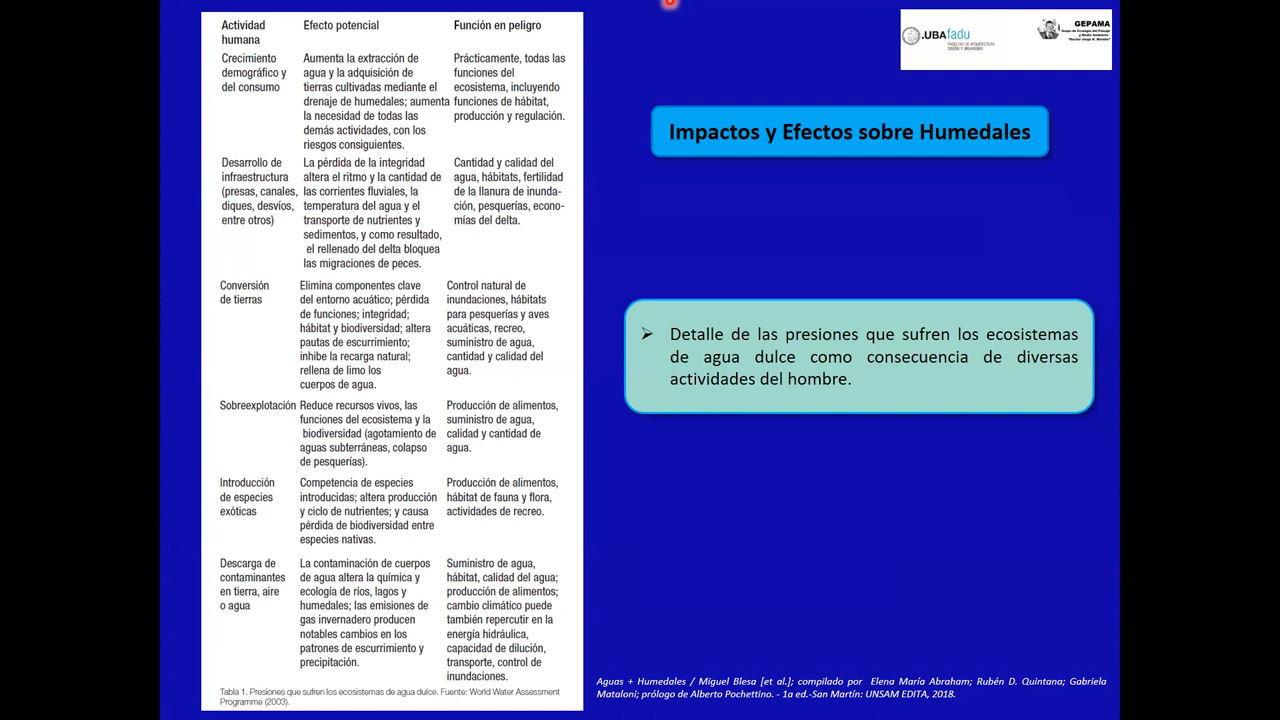 Actividad humana
Efecto potencial
Función en peligro
Crecimiento
demográfico y
del consumo
Aumenta la extracción de
agua y la adquisición de
tierras cultivadas mediante el
drenaje de humedales; aumenta
la necesidad de todas las
demás actividades, con los
riesgos consiguientes.
Prácticamente, todas las
funciones del
ecosistema, incluyendo
funciones de hábitat,
producción y regulación.
Desarrollo de
infraestructura
(presas, canales,
diques, desvíos,
entre otros)
La pérdida de la integridad
altera el ritmo y la cantidad de
las corrientes fluviales, la
temperatura del agua y el
transporte de nutrientes y
sedimentos, y como resultado,
el rellenado del delta bloquea
las migraciones de peces.
Cantidad y calidad del
agua, hábitats, fertilidad
de la llanura de inunda-
ción, pesquerías, econo-
mías del delta.
Conversión
de tierras
Elimina componentes clave
del entorno acuático; pérdida
de funciones; integridad;
hábitat y biodiversidad; altera
pautas de escurrimiento;
inhibe la recarga natural;
rellena de limo los
cuerpos de agua.
Control natural de
inundaciones, hábitats
para pesquerías y aves
acuáticas, recreo,
suministro de agua,
cantidad y calidad del
agua.
Sobreexplotación
Reduce recursos vivos, las
funciones del ecosistema y la
biodiversidad (agotamiento de
aguas subterráneas, colapso
de pesquerías).
Producción de alimentos,
suministro de agua,
calidad y cantidad de
agua.
Introducción
de especies
exóticas
Competencia de especies
introducidas; altera producción
y ciclo de nutrientes; y causa
pérdida de biodiversidad entre
especies nativas.
Producción de alimentos,
hábitat de fauna y flora,
actividades de recreo.
Descarga de
contaminantes
en tierra, aire
o agua
La contaminación de cuerpos
de agua altera la química y
ecología de ríos, lagos y
humedales; las emisiones de
gas invernadero producen
notables cambios en los
patrones de escurrimiento y
precipitación.
Suministro de agua,
hábitat, calidad del agua;
producción de alimentos;
cambio climático puede
también repercutir en la
energía hidráulica,
capacidad de dilución,
transporte, control de
inundaciones.
Tabla 1. Presiones que sufren los ecosistemas de agua dulce. Fuente: World Water Assessment
Programme (2003).
.UBAfadu
FACULTAD DE ARQUITECTURA
DISEÑO Y URBANISMO
GEPAMA
Grupo de Ecología del Paisaje
y Medio Ambiente
"Doctor Jorge H. Morello"
Impactos y Efectos sobre Humedales
Detalle de las presiones que sufren los ecosistemas
de agua dulce como consecuencia de diversas
actividades del hombre.
Aguas + Humedales / Miguel Blesa [et al.]; compilado por Elena María Abraham; Rubén D. Quintana; Gabriela
Mataloni; prólogo de Alberto Pochettino. - 1a ed.-San Martín: UNSAM EDITA, 2018.